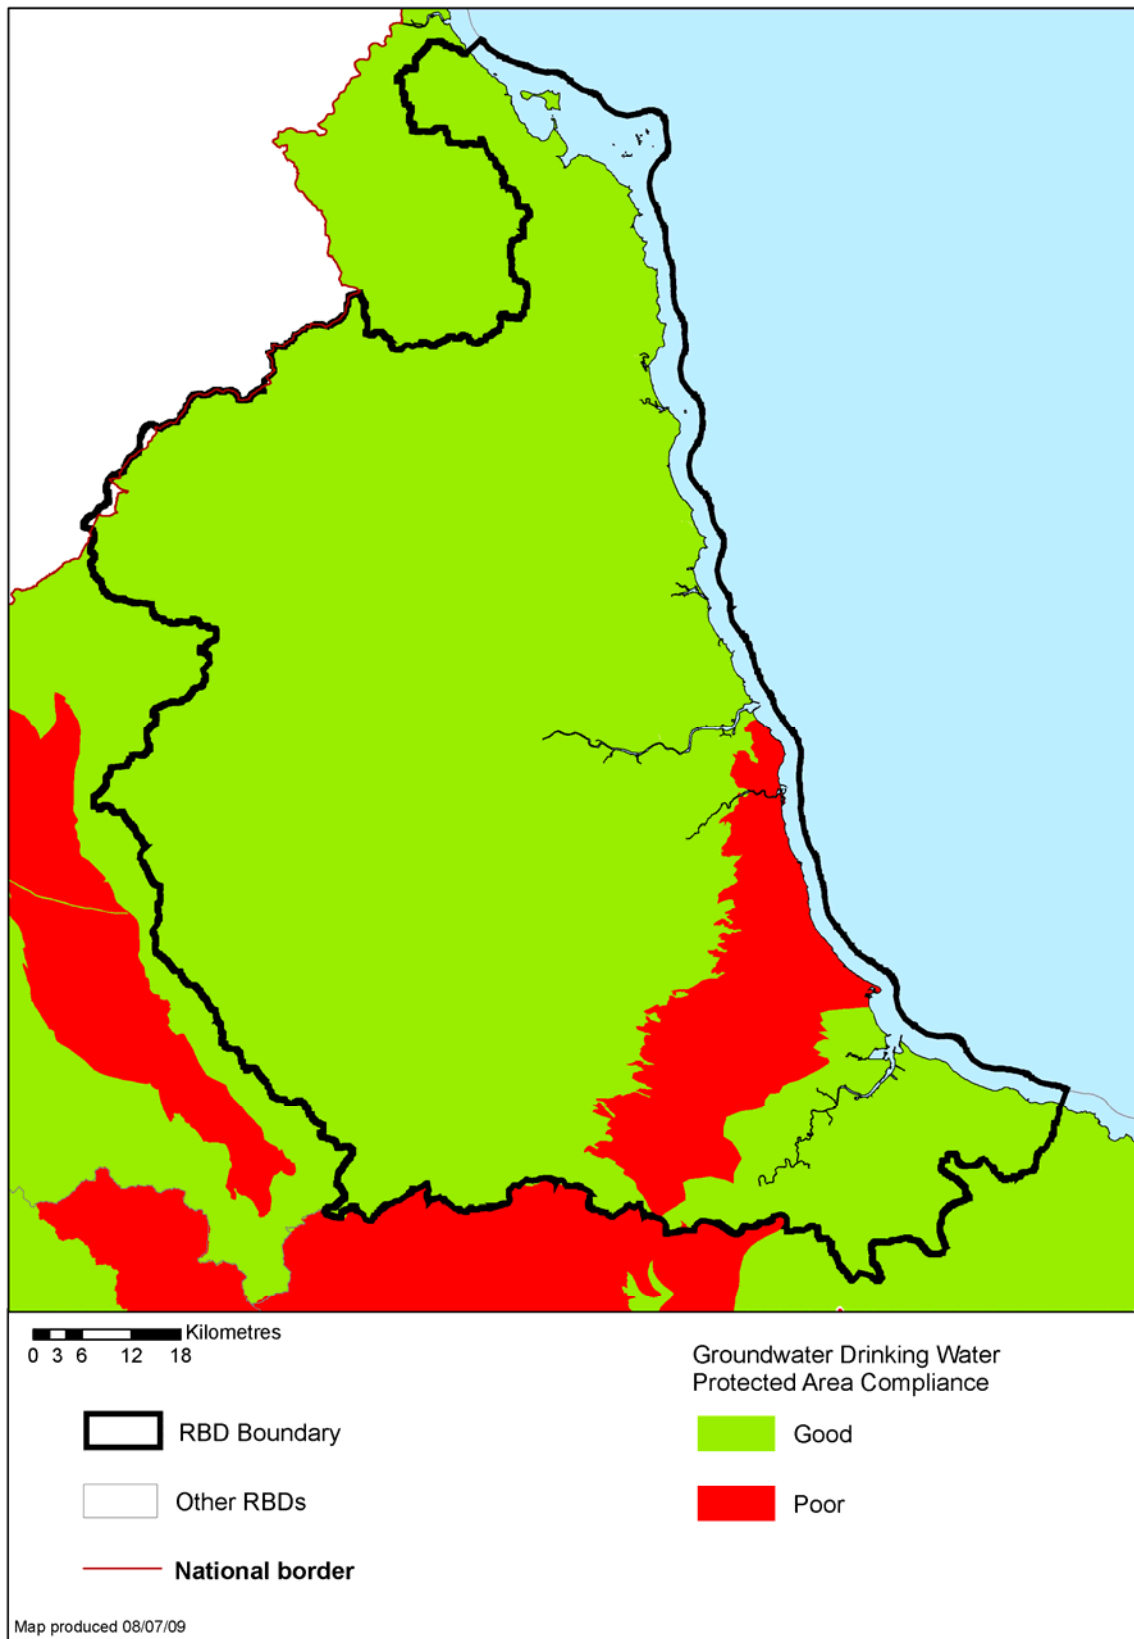 Kilometres
0 3 6 12 18
Groundwater Drinking Water
Protected Area Compliance
RBD Boundary
Good
Other RBDs
Poor
National border
Map produced 08/07/09